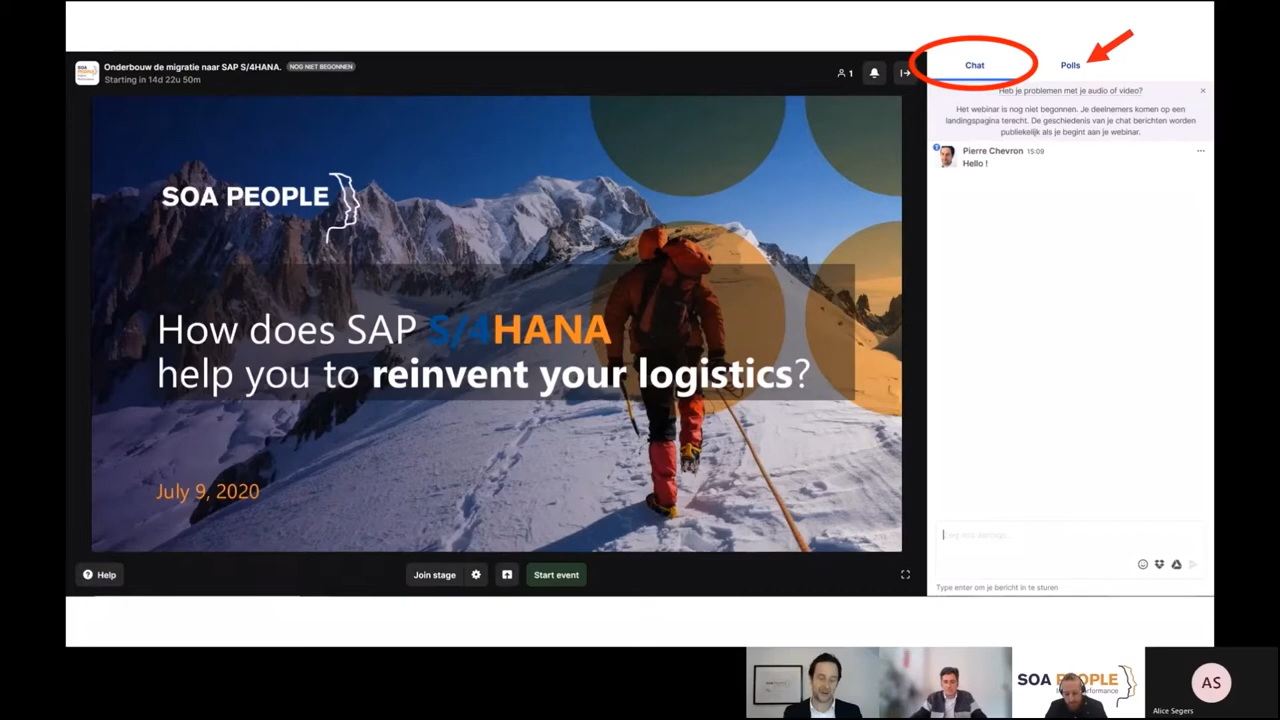 Onderbouw de migratie naar SAP S/4HANA. NOG NIET BEGONNEN
Starting in 14d 22u 50m
1
SOA PEOPLE
How does SAP S/4HANA
help you to reinvent your logistics?
July 9, 2020
Help
Join stage
Start event
Chat
Polls
Heb je problemen met je audio of video?
Het webinar is nog niet begonnen. Je deelnemers komen op een
landingspagina terecht. De geschiedenis van je chat berichten worden
publiekelijk als je begint aan je webinar.
Pierre Chevron 15:09
Hello !
Type enter om je bericht in te sturen
SOA PEOPLE
AS
Alice Segers